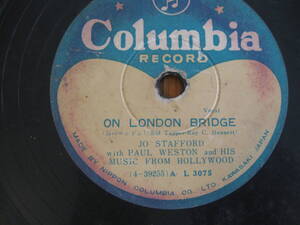 Columbia
RECORD
Vocal
ON LONDON BRIDGE
JO STAFFORD
with PAUL WESTON and HIS
MUSIC FROM HOLLYWOOD
(4-39255) A· L 3075
MADE BY NIPPON COLUMBIA CO. LTD KAWASAKI JAPAN